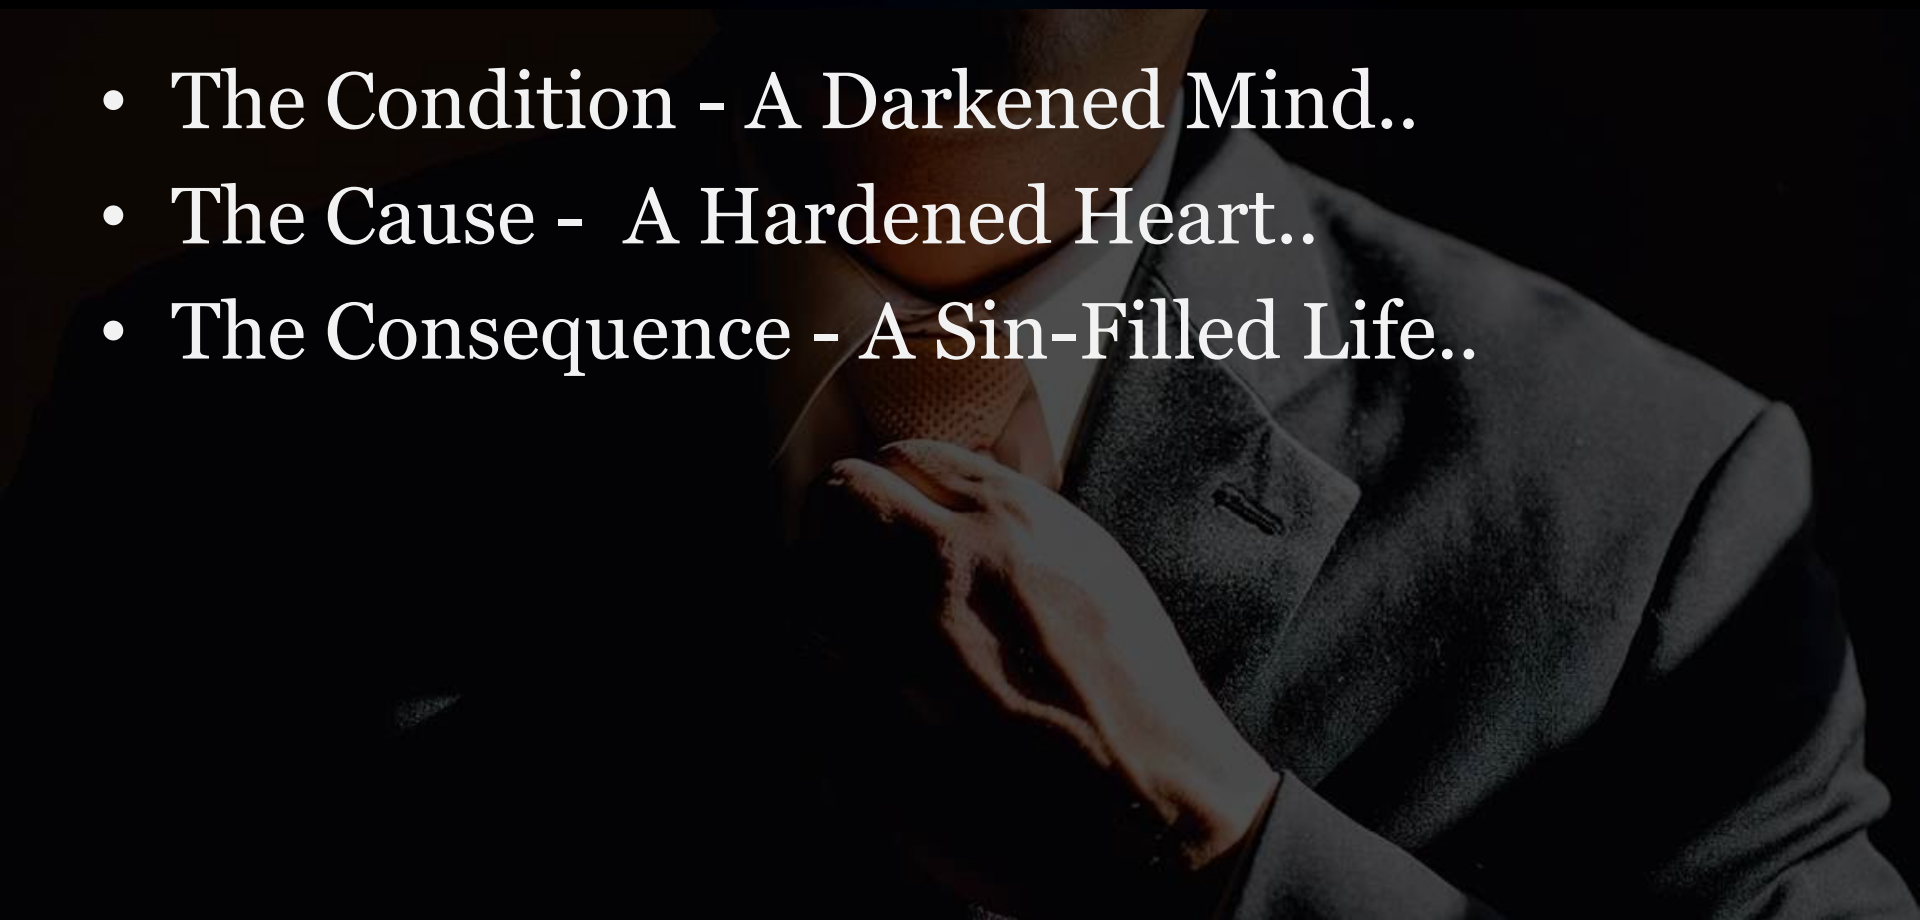 • The Condition - A Darkened Mind..
• The Cause -  A Hardened Heart..
• The Consequence - A Sin-Filled Life..